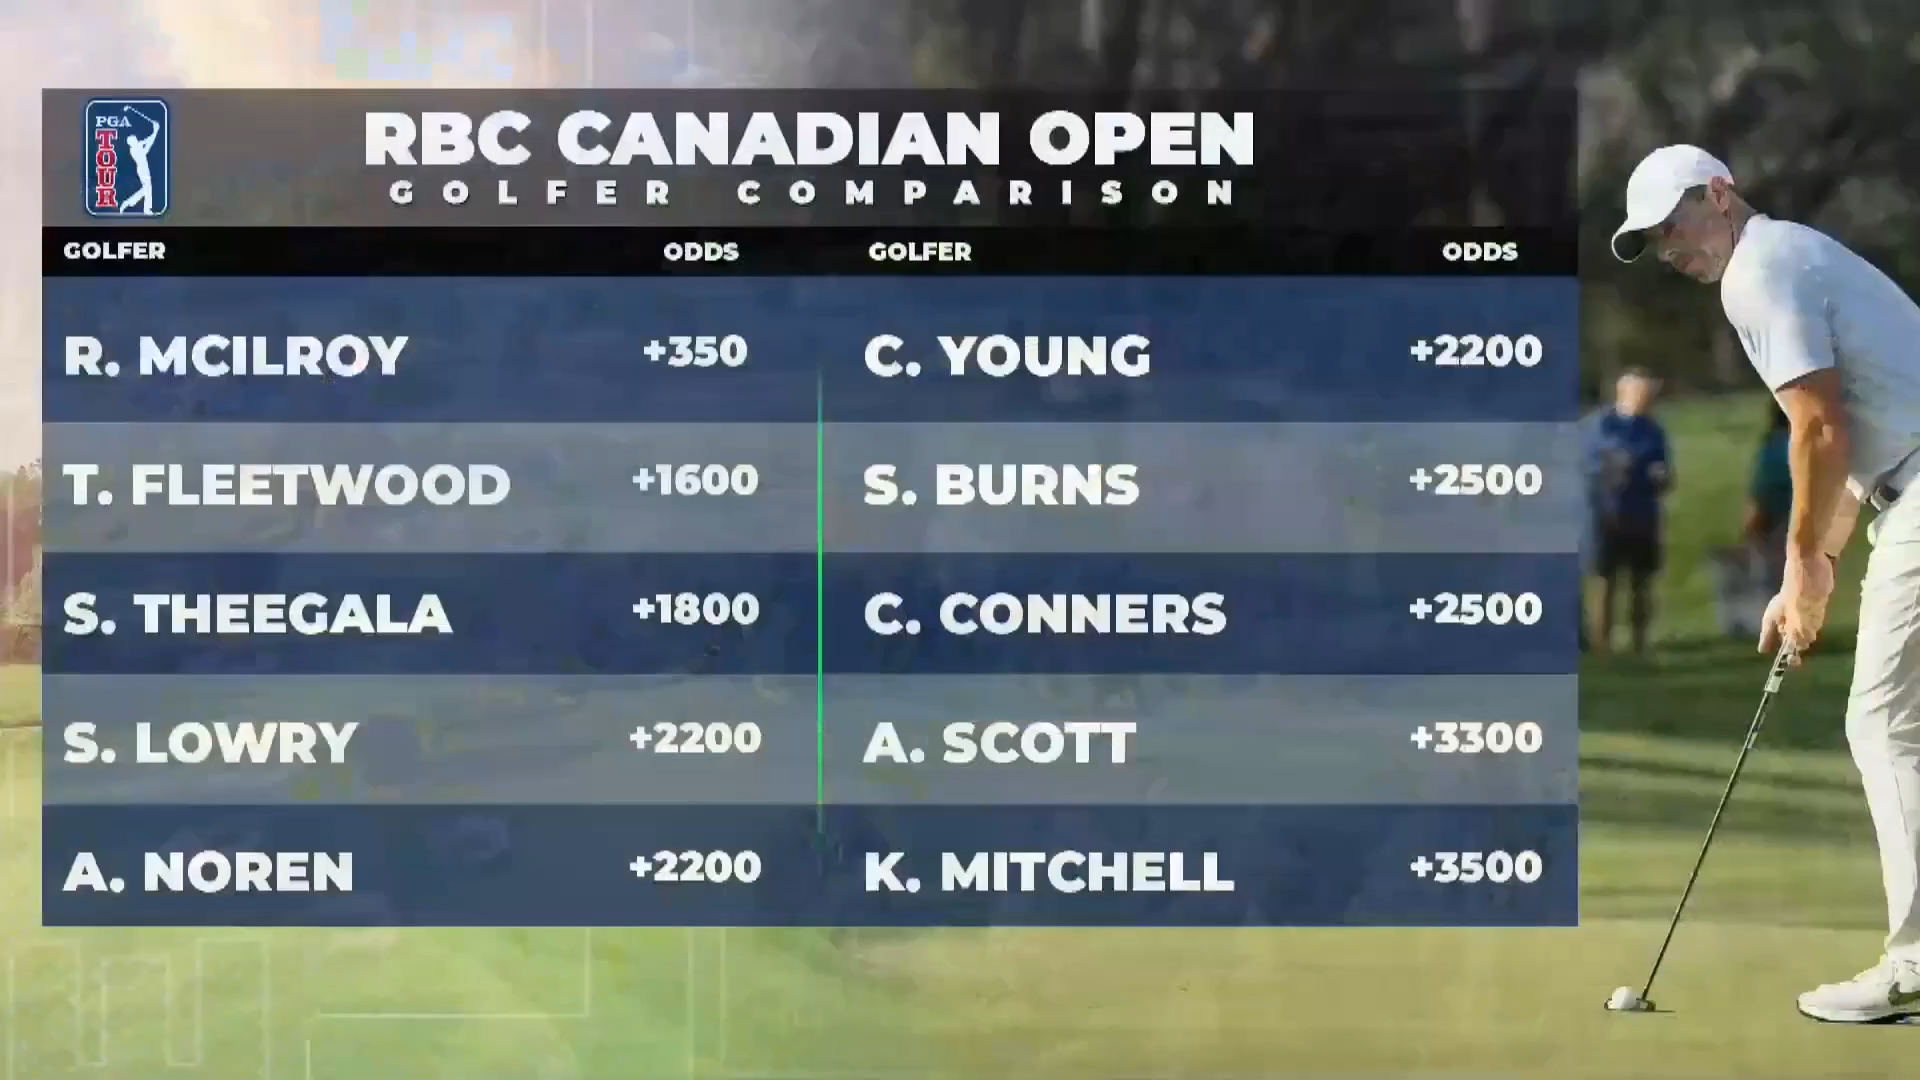 PGA
TOUR
RBC CANADIAN OPEN
GOLFER COMPARISON
GOLFER ODDS GOLFER ODDS
R. MCILROY +350 C. YOUNG +2200
T. FLEETWOOD +1600 S. BURNS +2500
S. THEEGALA +1800 C. CONNERS +2500
S. LOWRY +2200 A. SCOTT +3300
A. NOREN +2200 K. MITCHELL +3500